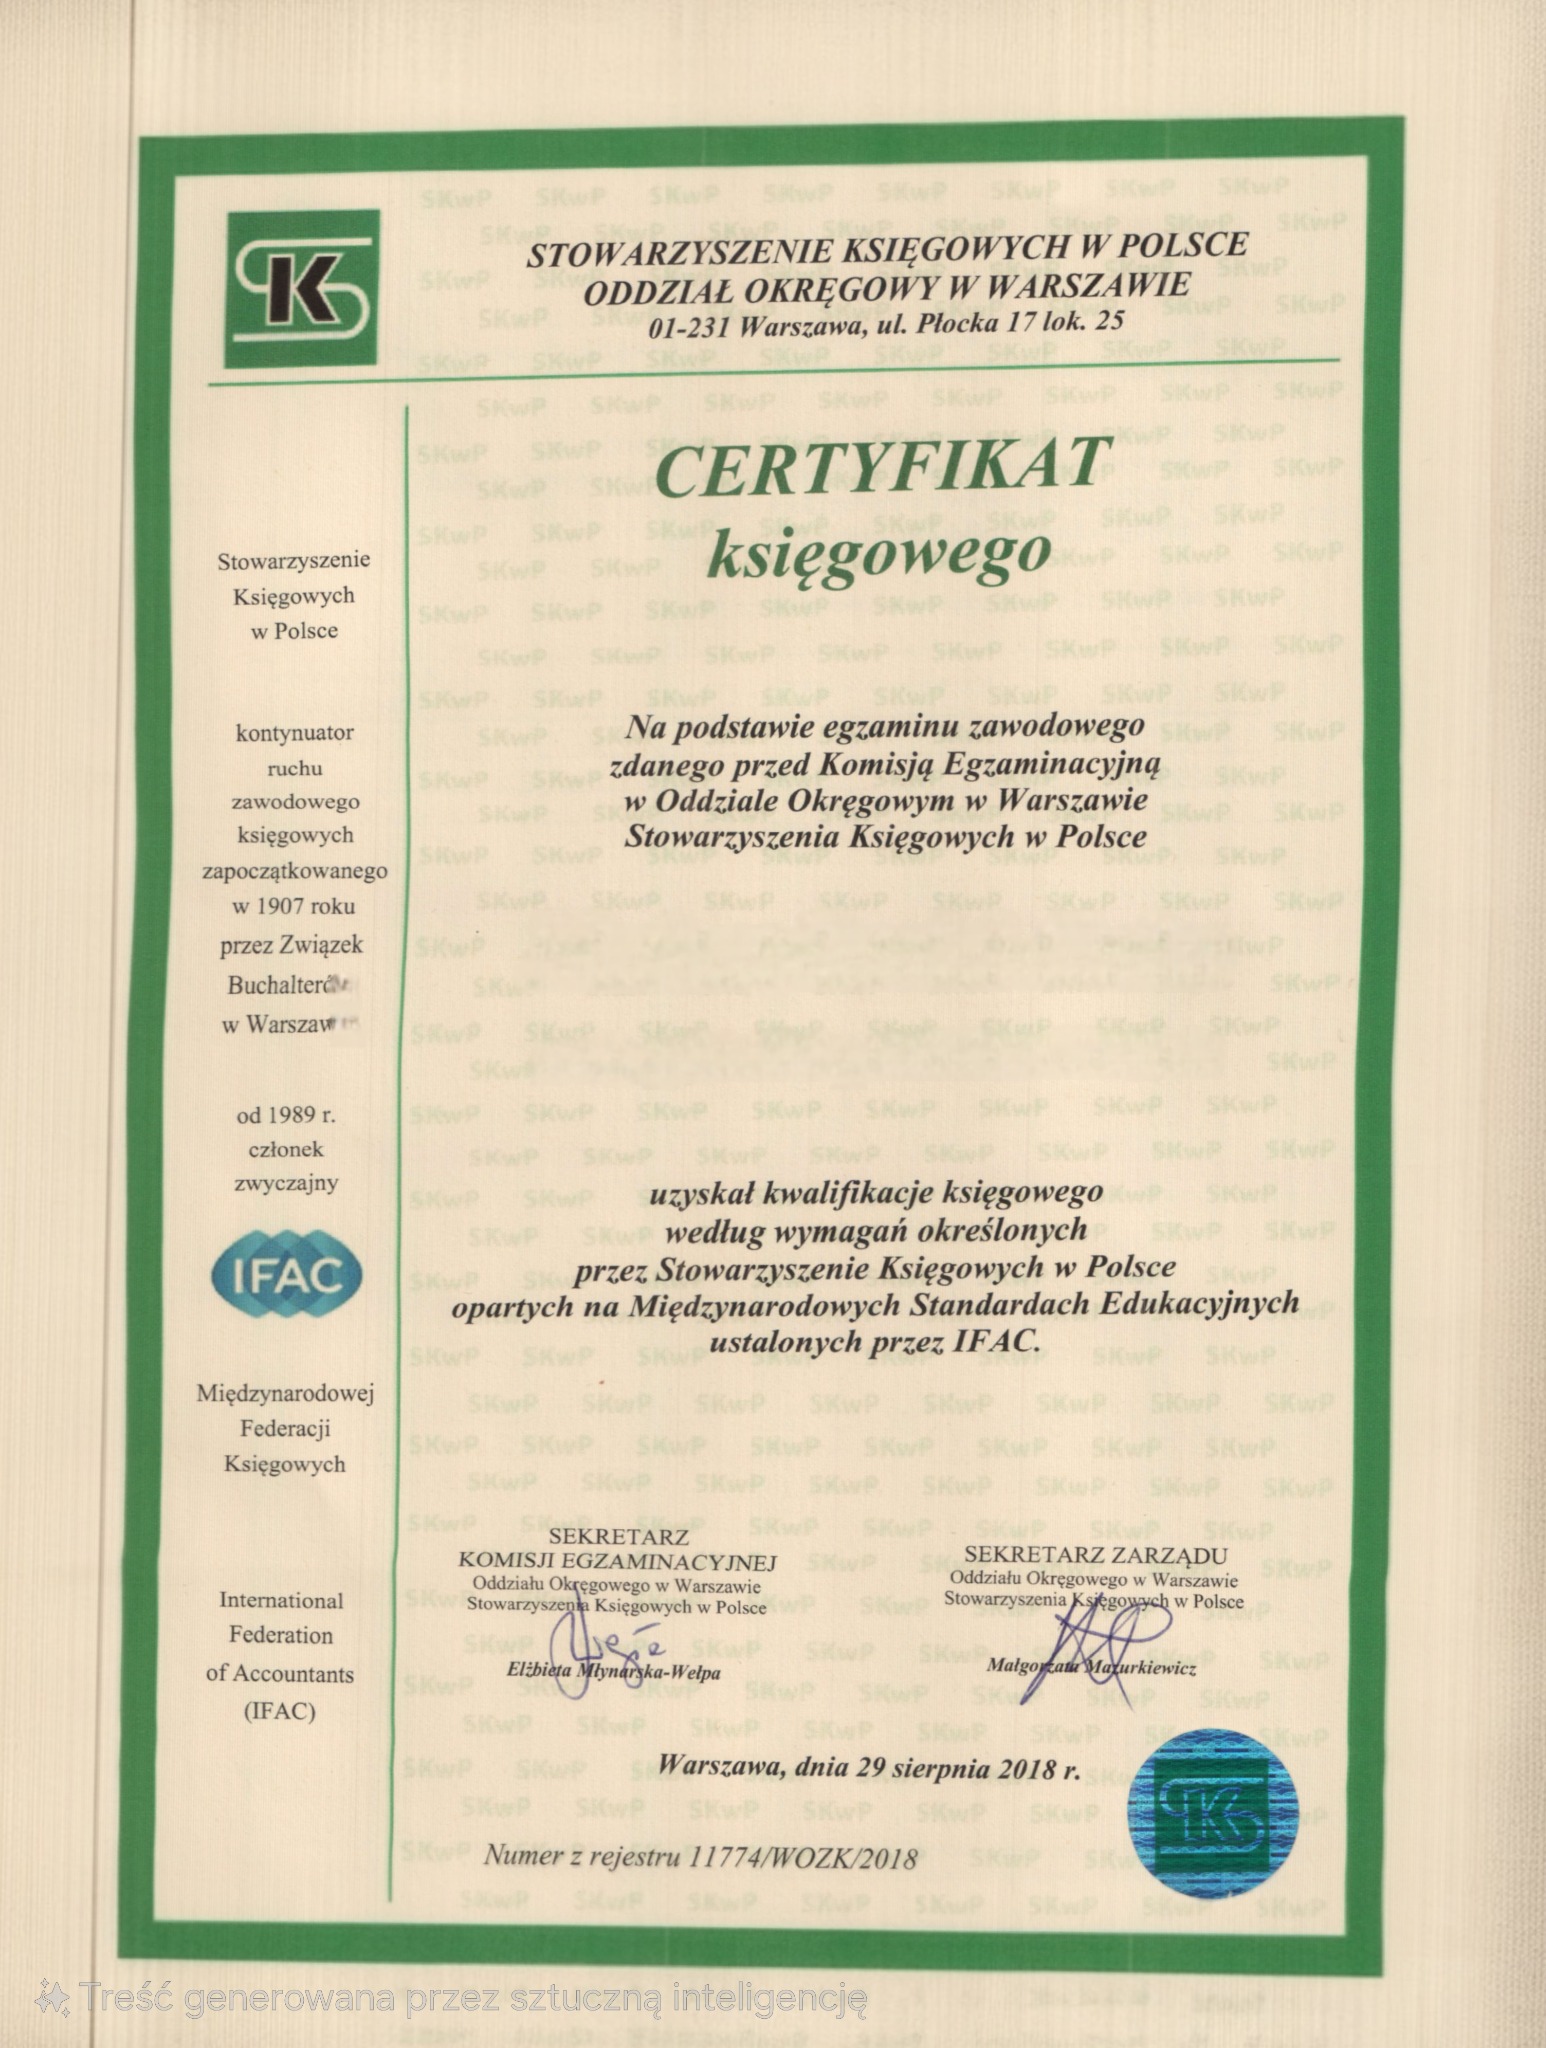 K
STOWARZYSZENIE KSIĘGOWYCH W POLSCE
ODDZIAŁ OKRĘGOWY W WARSZAWIE
01-231 Warszawa, ul. Płocka 17 lok. 25
CERTYFIKAT
księgowego
Stowarzyszenie
Księgowych
w Polsce
kontynuator
ruchu
zawodowego
księgowych
zapoczątkowanego
w 1907 roku
przez Związek
w
od 1989 r.
członek
zwyczajny
IFAC
Międzynarodowej
Federacji
Księgowych
International
Federation
of Accountants
(IFAC)
Na podstawie egzaminu zawodowego
zdanego przed Komisją Egzaminacyjną
w Oddziale Okręgowym w Warszawie
Stowarzyszenia Księgowych w Polsce
uzyskał kwalifikacje księgowego
według wymagań określonych
przez Stowarzyszenie Księgowych w Polsce
opartych na Międzynarodowych Standardach Edukacyjnych
ustalonych przez IFAC.
SEKRETARZ
KOMISJI EGZAMINACYJNEJ
Oddziału Okręgowego w Warszawie
Stowarzyszenia Księgowych w Polsce
Elżbieta Młynarska-Wełpa
SEKRETARZ ZARZĄDU
Oddziału Okręgowego w Warszawie
Stowarzyszenia Księgowych w Polsce
Małgorzata Mazurkiewicz
Warszawa, dnia 29 sierpnia 2018 r.
Numer z rejestru 11774/WOZK/2018
SKwP
Treść generowana przez sztuczną inteligencję